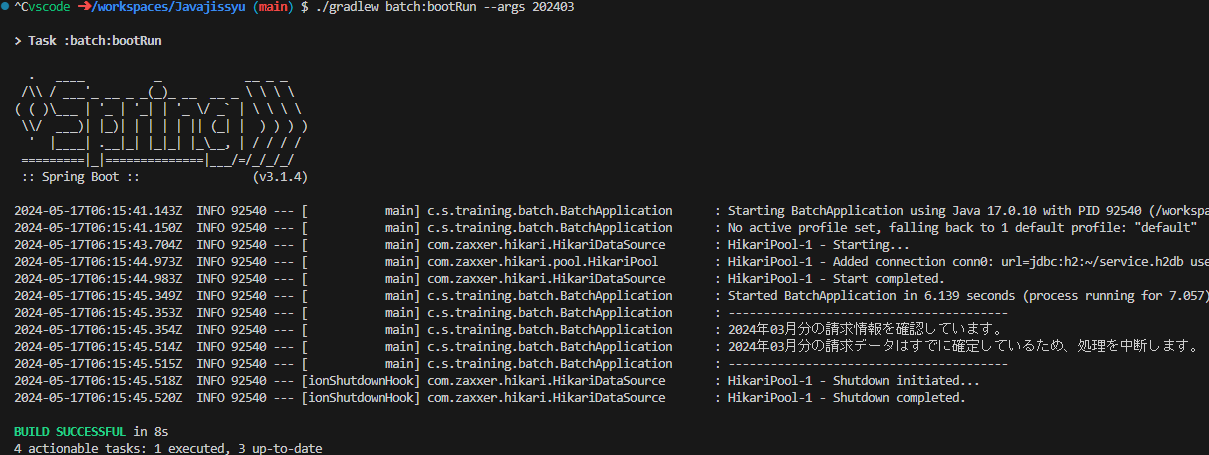 ^Cvscode ➜/workspaces/Javajissyu (main) $ ./gradlew batch:bootRun --args 202403
> Task :batch:bootRun
  .   ____          _            __ _ _
 /\\ / ___'_ __ _ _(_)_ __  __ _ \ \ \ \
( ( )\___ | '_ | '_| | '_ \/ _` | \ \ \ \
 \\/  ___)| |_)| | | | | || (_| |  ) ) ) )
  '  |____| .__|_| |_|_| |_\__, | / / / /
 =========|_|==============|___/=/_/_/_/
 :: Spring Boot ::                (v3.1.4)
2024-05-17T06:15:41.143Z  INFO 92540 --- [           main] c.s.training.batch.BatchApplication      : Starting BatchApplication using Java 17.0.10 with PID 92540 (/workspa
2024-05-17T06:15:41.150Z  INFO 92540 --- [           main] c.s.training.batch.BatchApplication      : No active profile set, falling back to 1 default profile: "default"
2024-05-17T06:15:43.704Z  INFO 92540 --- [           main] com.zaxxer.hikari.HikariDataSource       : HikariPool-1 - Starting...
2024-05-17T06:15:44.973Z  INFO 92540 --- [           main] com.zaxxer.hikari.pool.HikariPool        : HikariPool-1 - Added connection conn0: url=jdbc:h2:~/service.h2db use
2024-05-17T06:15:44.983Z  INFO 92540 --- [           main] com.zaxxer.hikari.HikariDataSource       : HikariPool-1 - Start completed.
2024-05-17T06:15:45.349Z  INFO 92540 --- [           main] c.s.training.batch.BatchApplication      : Started BatchApplication in 6.139 seconds (process running for 7.057)
2024-05-17T06:15:45.353Z  INFO 92540 --- [           main] c.s.training.batch.BatchApplication      : ----------------------------------------
2024-05-17T06:15:45.354Z  INFO 92540 --- [           main] c.s.training.batch.BatchApplication      : 2024年03月分の請求情報を確認しています。
2024-05-17T06:15:45.514Z  INFO 92540 --- [           main] c.s.training.batch.BatchApplication      : 2024年03月分の請求データはすでに確定しているため、処理を中断します。
2024-05-17T06:15:45.515Z  INFO 92540 --- [           main] c.s.training.batch.BatchApplication      : ----------------------------------------
2024-05-17T06:15:45.518Z  INFO 92540 --- [ionShutdownHook] com.zaxxer.hikari.HikariDataSource       : HikariPool-1 - Shutdown initiated...
2024-05-17T06:15:45.520Z  INFO 92540 --- [ionShutdownHook] com.zaxxer.hikari.HikariDataSource       : HikariPool-1 - Shutdown completed.
BUILD SUCCESSFUL in 8s
4 actionable tasks: 1 executed, 3 up-to-date